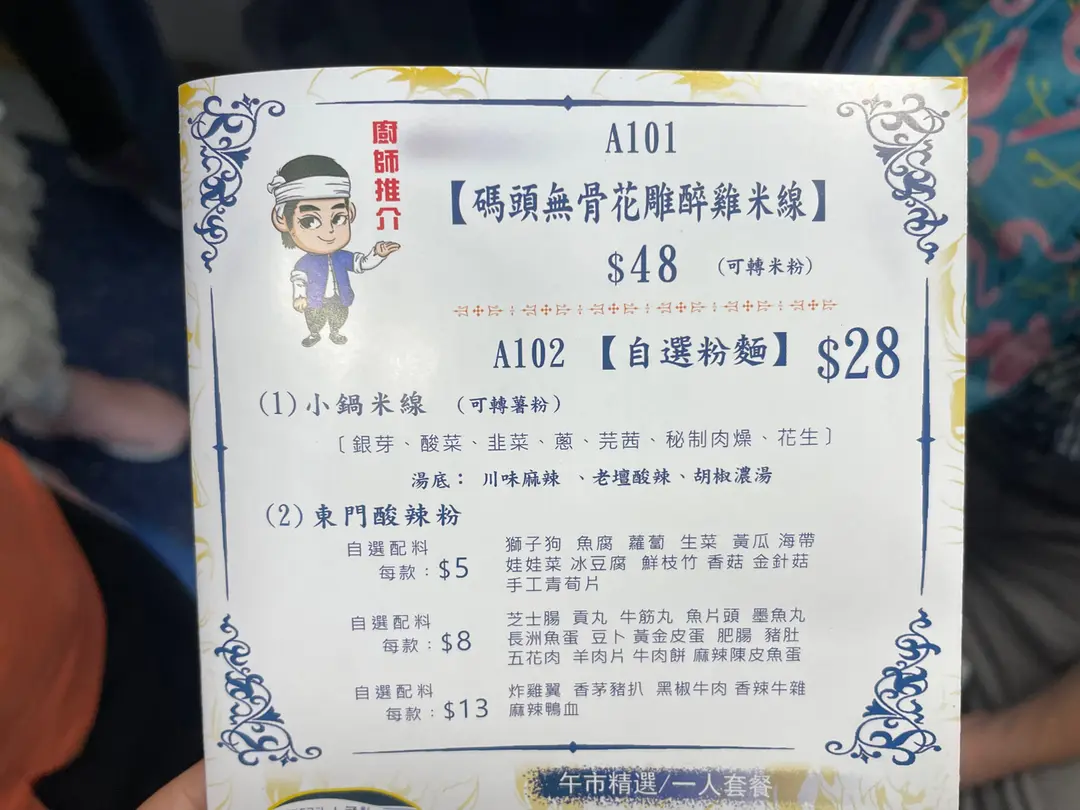 廚師推介
A101
【碼頭無骨花雕醉雞米線】
$48 (可轉米粉)
A102 【自選粉麵】 $28
(1)小鍋米線 (可轉薯粉)
〔銀芽、酸菜、韭菜、蔥、芫茜、秘制肉燥、花生〕
湯底: 川味麻辣 、老壇酸辣、胡椒濃湯
(2)東門酸辣粉
自選配料
每款:$5
獅子狗 魚腐 蘿蔔 生菜 黃瓜 海帶
娃娃菜 冰豆腐 鮮枝竹 香菇 金針菇
手工青荀片
自選配料
每款:$8
芝士腸 貢丸 牛筋丸 魚片頭 墨魚丸
長洲魚蛋 豆卜 黃金皮蛋 肥腸 豬肚
五花肉 羊肉片 牛肉餅 麻辣陳皮魚蛋
自選配料
每款:$13
炸雞翼 香茅豬扒 黑椒牛肉 香辣牛雜
麻辣鴨血
午市精選/一人套餐